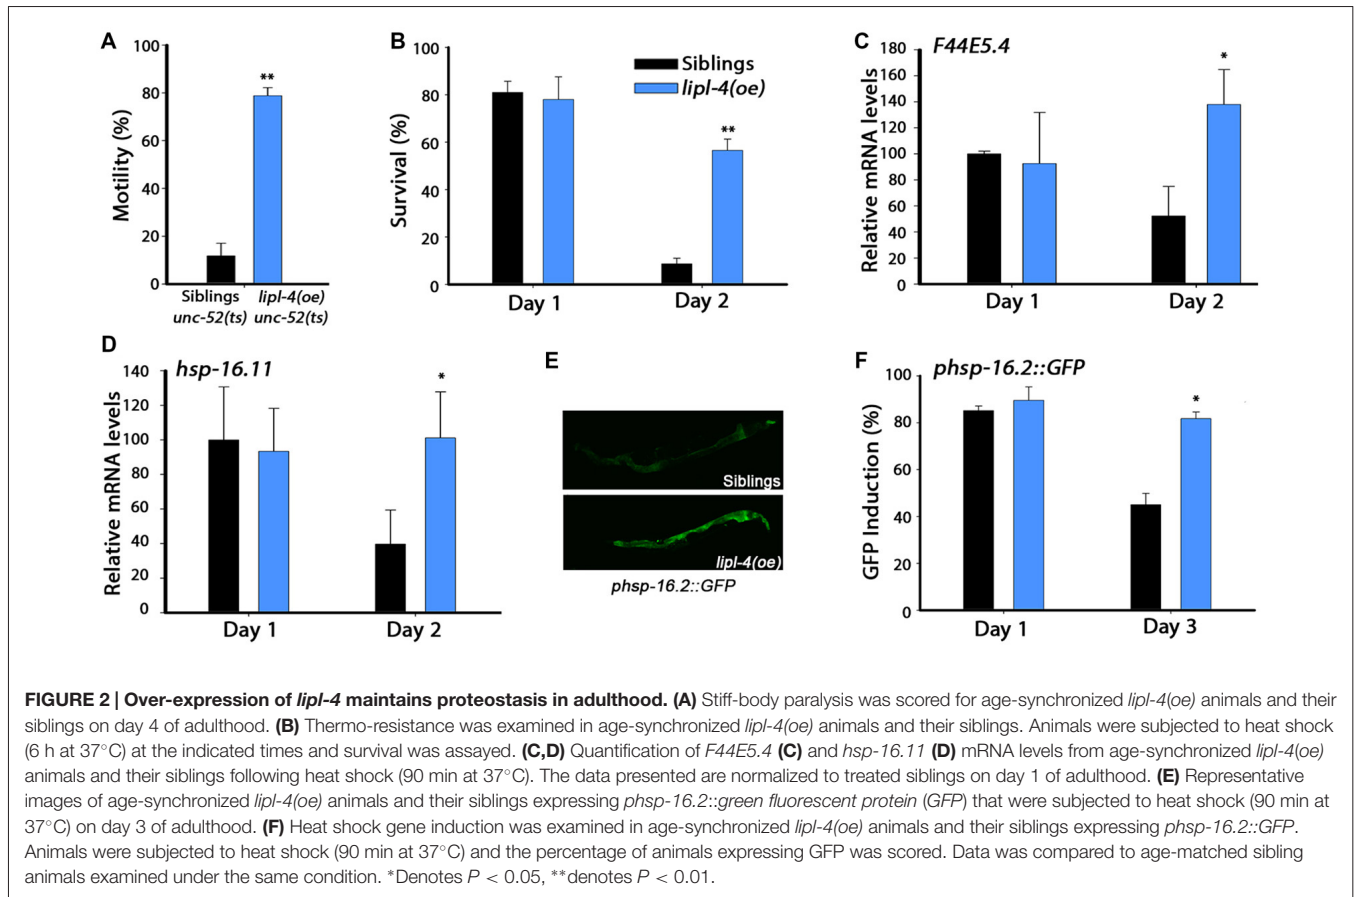 A
100
80
60
40
20
0
Motility (%)
**
Siblings
unc-52(ts)
lipl-4(oe)
unc-52(ts)
B
100
80
60
40
20
0
Survival (%)
Siblings
lipl-4(oe)
**
Day 1
Day 2
C
F44E5.4
180
160
140
120
100
80
60
40
20
0
Relative mRNA levels
*
Day 1
Day 2
D
hsp-16.11
140
120
100
80
60
40
20
0
Relative mRNA levels
*
Day 1
Day 2
E
Siblings
lipl-4(oe)
phsp-16.2::GFP
F
phsp-16.2::GFP
100
80
60
40
20
0
GFP Induction (%)
*
Day 1
Day 3
FIGURE 2 | Over-expression of lipl-4 maintains proteostasis in adulthood. (A) Stiff-body paralysis was scored for age-synchronized lipl-4(oe) animals and their
siblings on day 4 of adulthood. (B) Thermo-resistance was examined in age-synchronized lipl-4(oe) animals and their siblings. Animals were subjected to heat shock
(6 h at 37°C) at the indicated times and survival was assayed. (C,D) Quantification of F44E5.4 (C) and hsp-16.11 (D) mRNA levels from age-synchronized lipl-4(oe)
animals and their siblings following heat shock (90 min at 37°C). The data presented are normalized to treated siblings on day 1 of adulthood. (E) Representative
images of age-synchronized lipl-4(oe) animals and their siblings expressing phsp-16.2::green fluorescent protein (GFP) that were subjected to heat shock (90 min at
37°C) on day 3 of adulthood. (F) Heat shock gene induction was examined in age-synchronized lipl-4(oe) animals and their siblings expressing phsp-16.2::GFP.
Animals were subjected to heat shock (90 min at 37°C) and the percentage of animals expressing GFP was scored. Data was compared to age-matched sibling
animals examined under the same condition. *Denotes P < 0.05, **denotes P < 0.01.